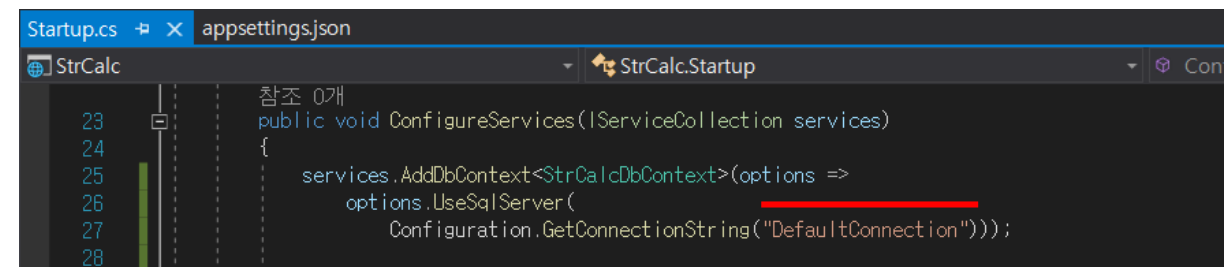 Startup.cs appsettings.json
StrCalc StrCalc.Startup
참조 0개
23 public void ConfigureServices(IServiceCollection services)
24 {
25 services.AddDbContext<StrCalcDbContext>(options =>
26 options.UseSqlServer(
27 Configuration.GetConnectionString("DefaultConnection")));
28